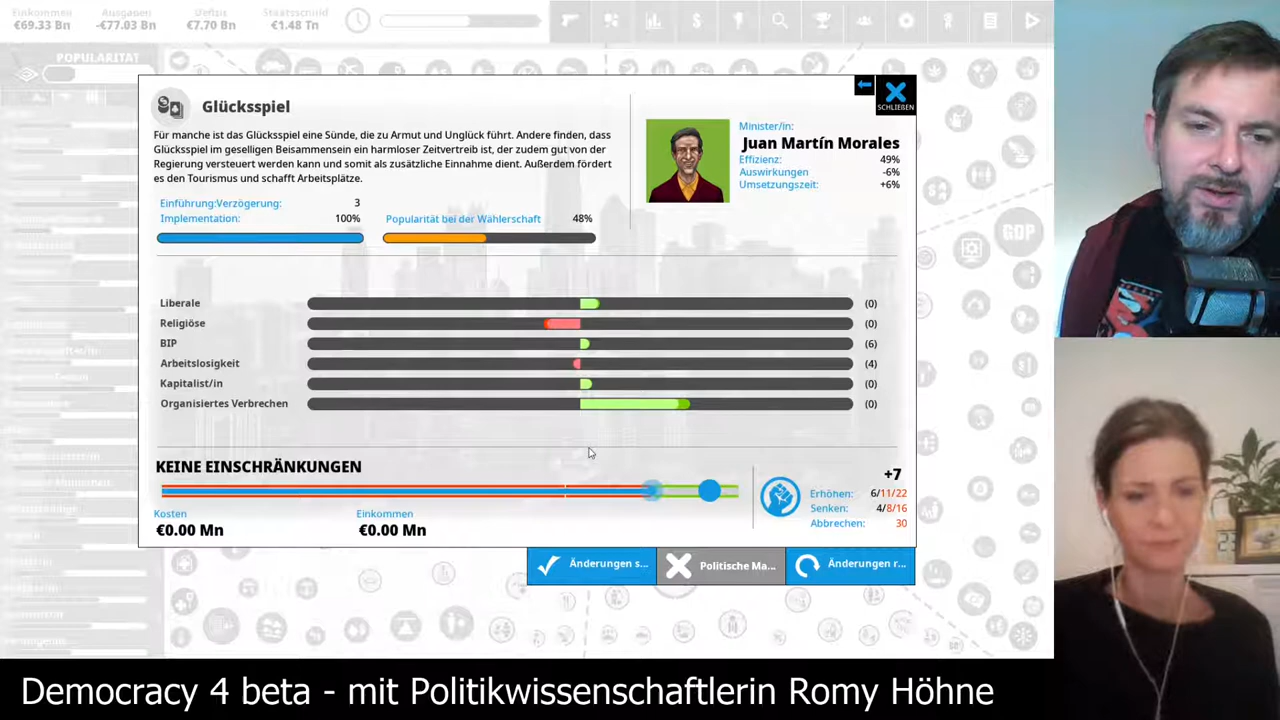 Einkommen Ausgaben Defizit Staatsschuld
€69.33 Bn -€77.03 Bn €7.70 Bn €1.48 Tn
POPULARITÄT
GDP
Glücksspiel
Für manche ist das Glücksspiel eine Sünde, die zu Armut und Unglück führt. Andere finden, dass
Glücksspiel im geselligen Beisammensein ein harmloser Zeitvertreib ist, der zudem gut von der
Regierung versteuert werden kann und somit als zusätzliche Einnahme dient. Außerdem fördert
es den Tourismus und schafft Arbeitsplätze.
SCHLIEßEN
Minister/in:
Juan Martín Morales
Effizienz: 49%
Auswirkungen -6%
Umsetzungszeit: +6%
Einführung:Verzögerung: 3
Implementation: 100%
Popularität bei der Wählerschaft 48%
Liberale (0)
Religiöse (0)
BIP (6)
Arbeitslosigkeit (4)
Kapitalist/in (0)
Organisiertes Verbrechen (0)
KEINE EINSCHRÄNKUNGEN
Kosten Einkommen
€0.00 Mn €0.00 Mn
+7
Erhöhen: 6/11/22
Senken: 4/8/16
Abbrechen: 30
Änderungen s... Politische Ma... Änderungen r...
Democracy 4 beta - mit Politikwissenschaftlerin Romy Höhne